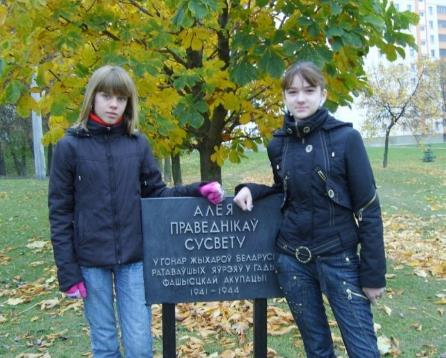 АЛЕЯ
ПРАВЕДНІКАЎ
СУСВЕТУ
У ГОНАР ЖЫХАРОЎ БЕЛАРУСІ
РАТАВАЎШЫХ ЯЎРЭЯЎ У ГАДЫ
ФАШЫСЦКАЙ АКУПАЦЫІ
1941-1944